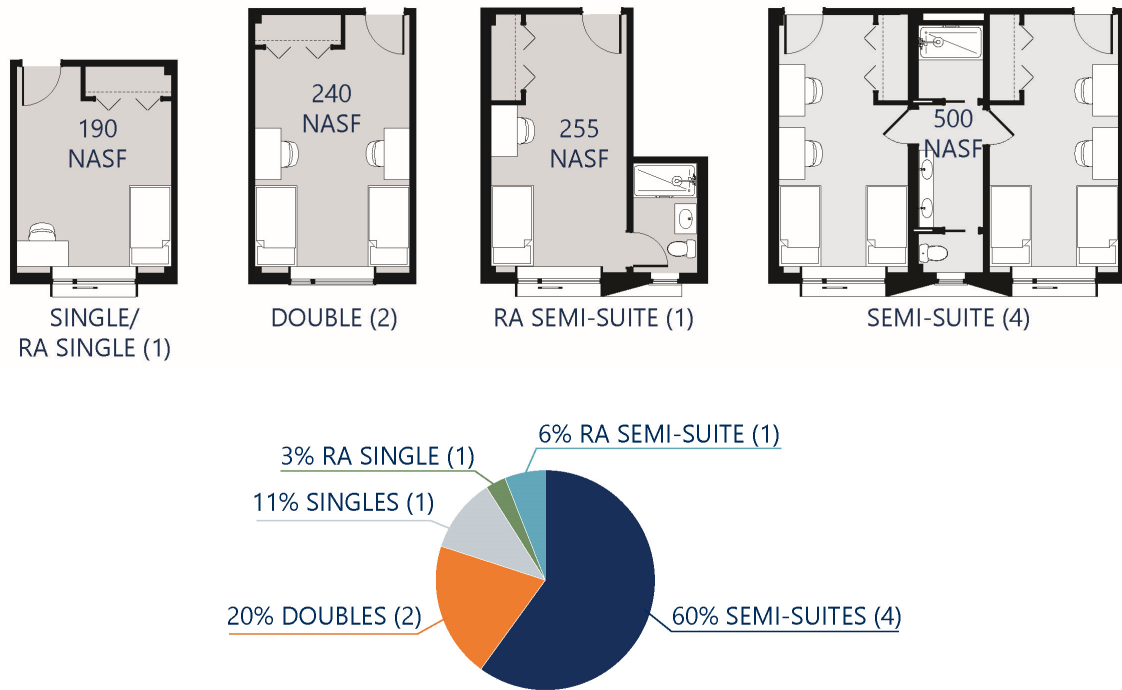 190
NASF
240
NASF
255
NASF
500
NASF
SINGLE/
RA SINGLE (1)
DOUBLE (2)
RA SEMI-SUITE (1)
SEMI-SUITE (4)
6% RA SEMI-SUITE (1)
3% RA SINGLE (1)
11% SINGLES (1)
20% DOUBLES (2)
60% SEMI-SUITES (4)